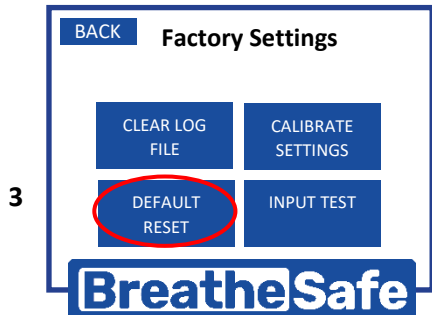 BACK
Factory Settings
CLEAR LOG
FILE
CALIBRATE
SETTINGS
3
DEFAULT
RESET
INPUT TEST
BreatheSafe